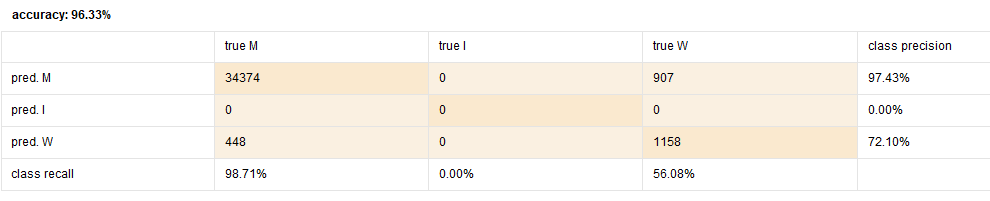 accuracy: 96.33%
true M true I true W class precision
pred. M 34374 0 907 97.43%
pred. I 0 0 0 0.00%
pred. W 448 0 1158 72.10%
class recall 98.71% 0.00% 56.08%